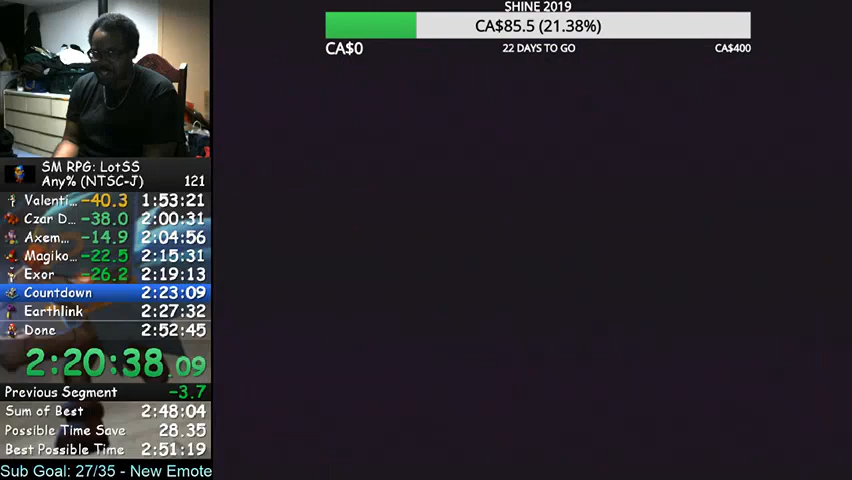 SHINE 2019
CA$85.5 (21.38%)
CA$0
22 DAYS TO GO
CA$400
SM RPG: LotSS
Any% (NTSC-J) 121
Valenti... -40.3 1:53:21
Czar D... -38.0 2:00:31
Axem... -14.9 2:04:56
Magiko... -22.5 2:15:31
Exor -26.2 2:19:13
Countdown 2:23:09
Earthlink 2:27:32
Done 2:52:45
2:20:38.09
Previous Segment -3.7
Sum of Best 2:48:04
Possible Time Save 28.35
Best Possible Time 2:51:19
Sub Goal: 27/35 - New Emote